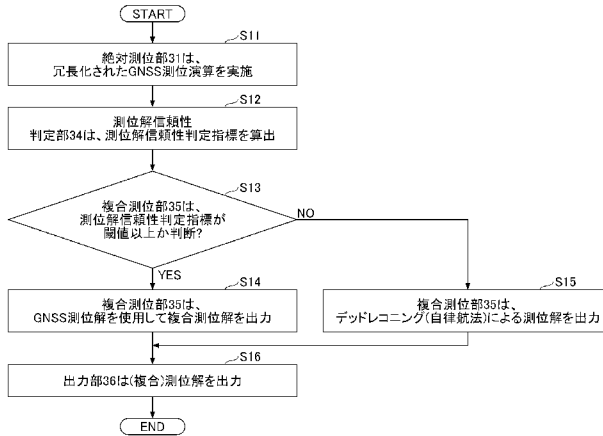 START
S11
絶対測位部31は、
冗長化されたGNSS測位演算を実施
S12
測位解信頼性
判定部34は、測位解信頼性判定指標を算出
S13
複合測位部35は、
測位解信頼性判定指標が
閾値以上か判断?
NO
YES
S14
複合測位部35は、
GNSS測位解を使用して複合測位解を出力
S15
複合測位部35は、
デッドレコニング(自律航法)による測位解を出力
S16
出力部36は(複合)測位解を出力
END